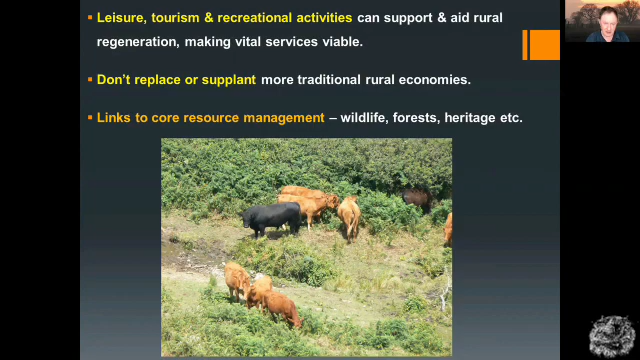 Leisure, tourism & recreational activities can support & aid rural
regeneration, making vital services viable.
Don't replace or supplant more traditional rural economies.
Links to core resource management – wildlife, forests, heritage etc.